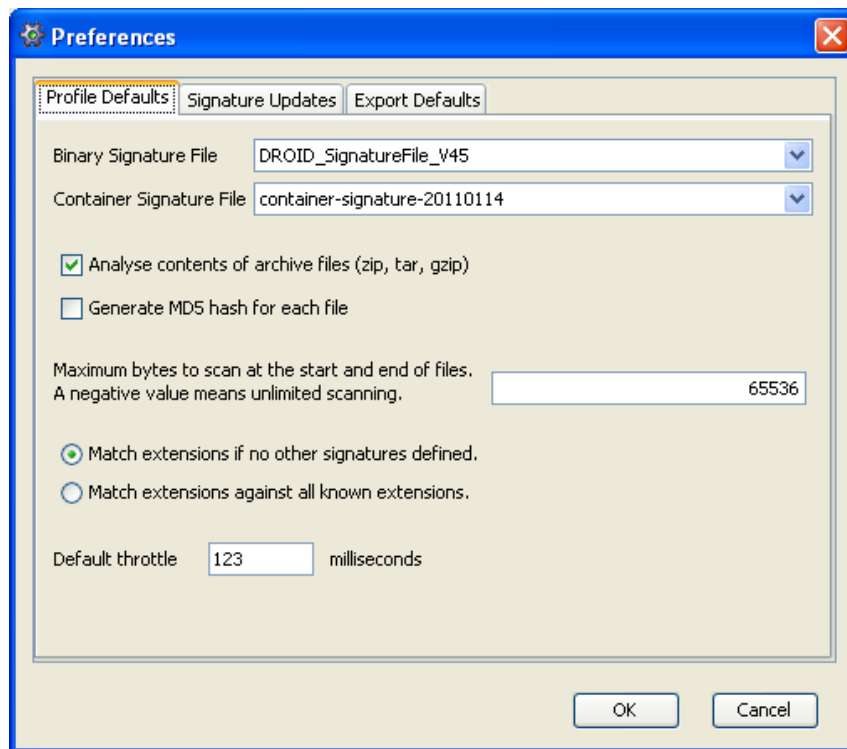 Preferences
Profile Defaults Signature Updates Export Defaults
Binary Signature File DROID_SignatureFile_V45
Container Signature File container-signature-20110114
Analyse contents of archive files (zip, tar, gzip)
Generate MD5 hash for each file
Maximum bytes to scan at the start and end of files.
A negative value means unlimited scanning. 65536
Match extensions if no other signatures defined.
Match extensions against all known extensions.
Default throttle 123 milliseconds
OK Cancel